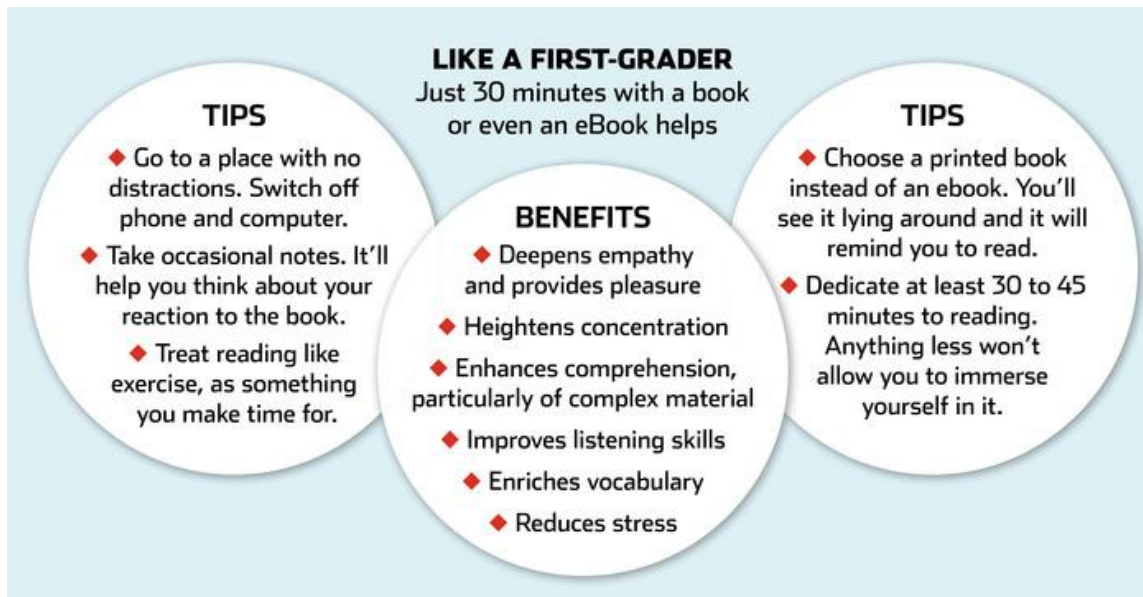 LIKE A FIRST-GRADER
Just 30 minutes with a book
or even an eBook helps
TIPS
◆ Go to a place with no
distractions. Switch off
phone and computer.
◆ Take occasional notes. It'll
help you think about your
reaction to the book.
◆ Treat reading like
exercise, as something
you make time for.
BENEFITS
◆ Deepens empathy
and provides pleasure
◆ Heightens concentration
◆ Enhances comprehension,
particularly of complex material
◆ Improves listening skills
◆ Enriches vocabulary
◆ Reduces stress
TIPS
◆ Choose a printed book
instead of an ebook. You'll
see it lying around and it will
remind you to read.
◆ Dedicate at least 30 to 45
minutes to reading.
Anything less won't
allow you to immerse
yourself in it.